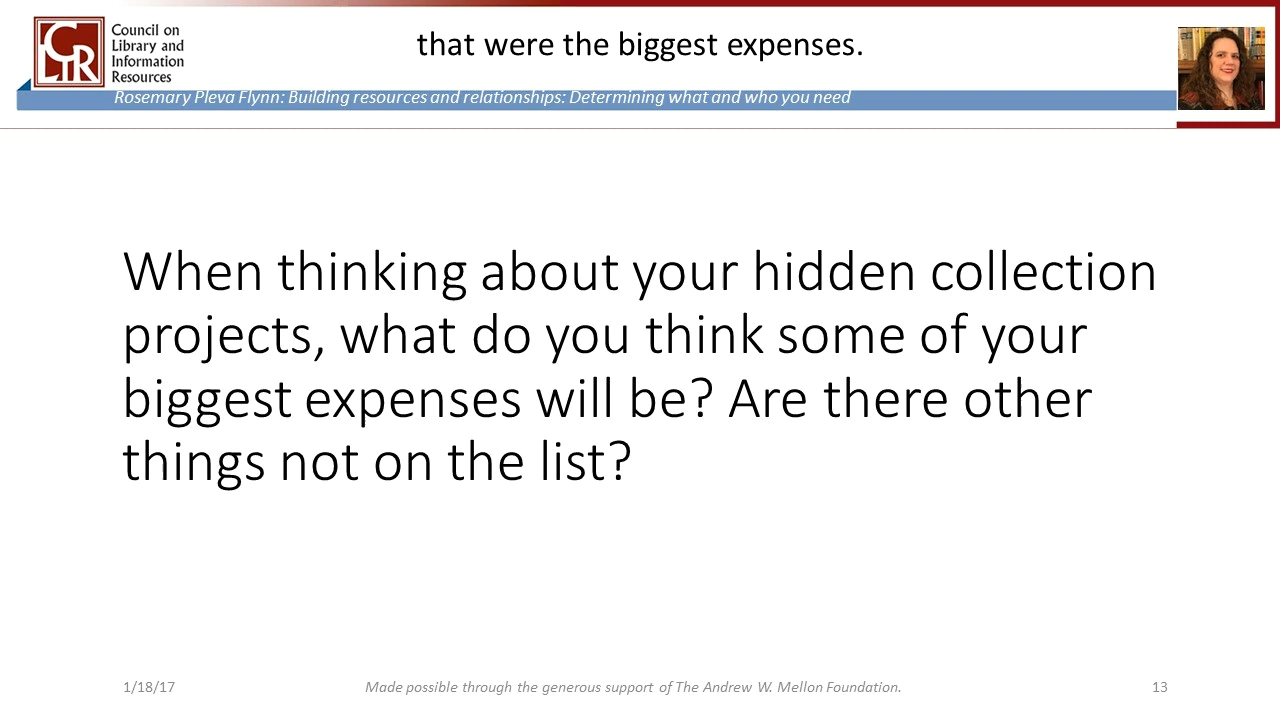 CLIR
Council on
Library and
Information
Resources
that were the biggest expenses.
Rosemary Pleva Flynn: Building resources and relationships: Determining what and who you need
When thinking about your hidden collection
projects, what do you think some of your
biggest expenses will be? Are there other
things not on the list?
1/18/17
Made possible through the generous support of The Andrew W. Mellon Foundation.
13